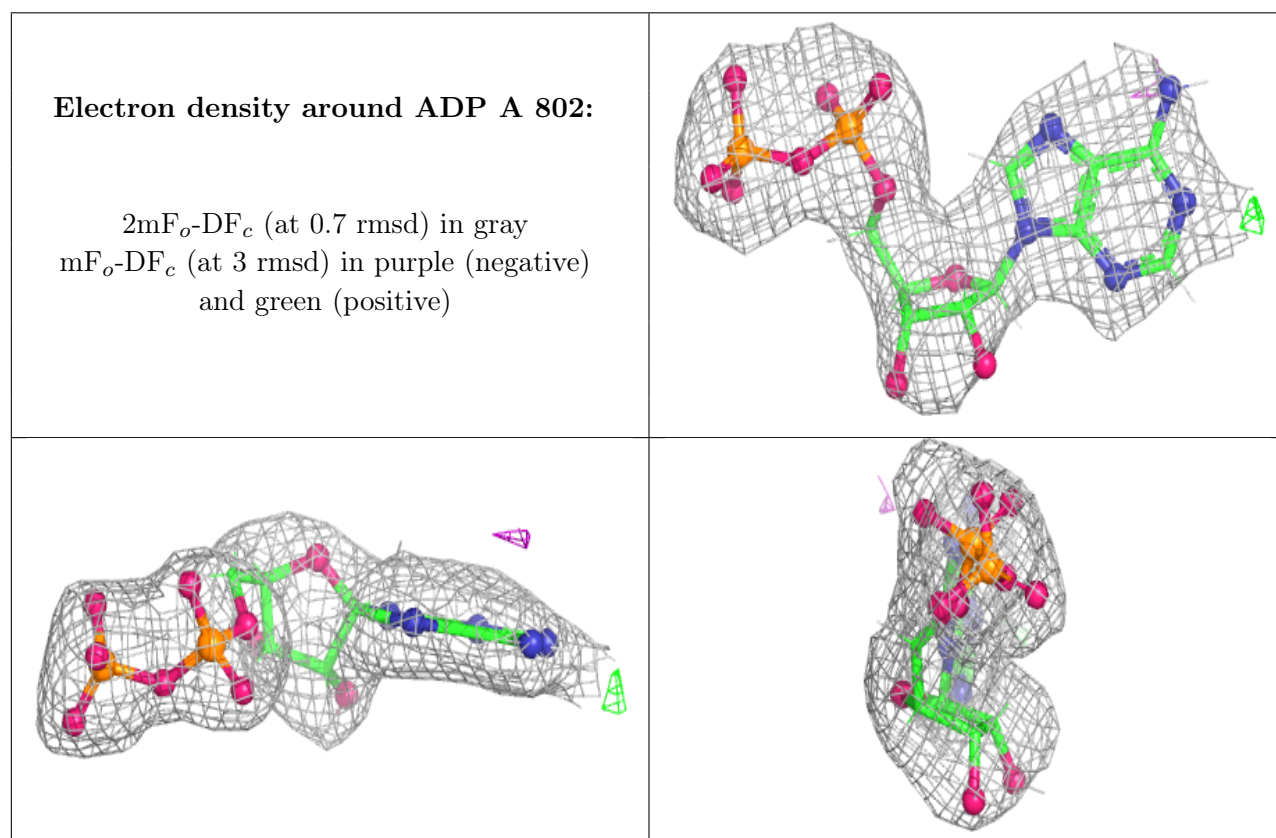 Electron density around ADP A 802:
2mFo-DFc (at 0.7 rmsd) in gray
mFo-DFc (at 3 rmsd) in purple (negative)
and green (positive)